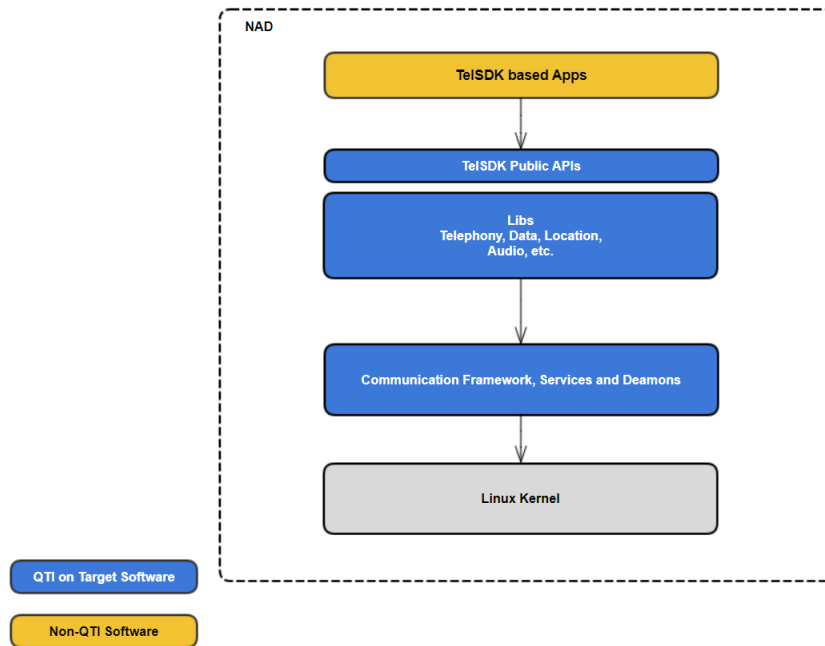 NAD
TelSDK based Apps
TelSDK Public APIs
Libs
Telephony, Data, Location,
Audio, etc.
Communication Framework, Services and Deamons
Linux Kernel
QTI on Target Software
Non-QTI Software